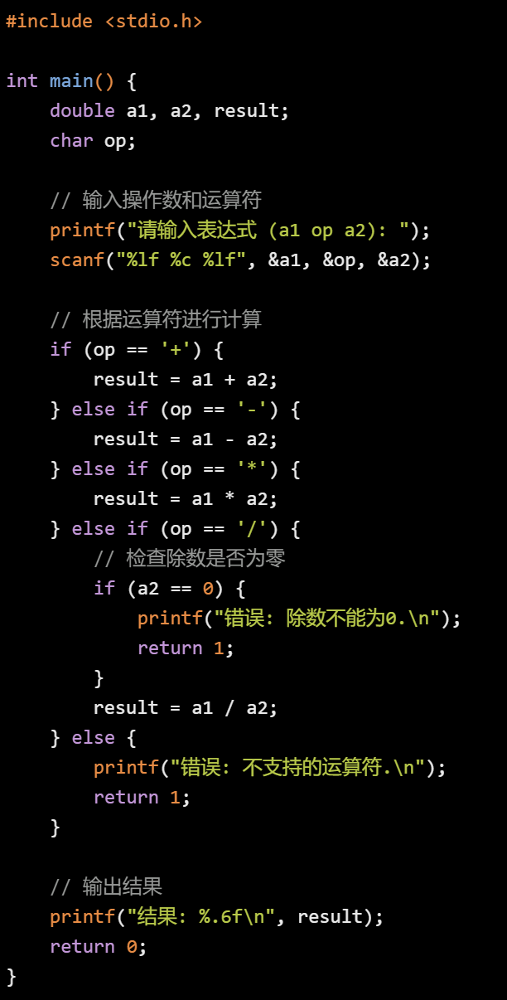 #include <stdio.h>

int main() {
    double a1, a2, result;
    char op;

    // 输入操作数和运算符
    printf("请输入表达式 (a1 op a2): ");
    scanf("%lf %c %lf", &a1, &op, &a2);

    // 根据运算符进行计算
    if (op == '+') {
        result = a1 + a2;
    } else if (op == '-') {
        result = a1 - a2;
    } else if (op == '*') {
        result = a1 * a2;
    } else if (op == '/') {
        // 检查除数是否为零
        if (a2 == 0) {
            printf("错误: 除数不能为0.\n");
            return 1;
        }
        result = a1 / a2;
    } else {
        printf("错误: 不支持的运算符.\n");
        return 1;
    }

    // 输出结果
    printf("结果: %.6f\n", result);
    return 0;
}